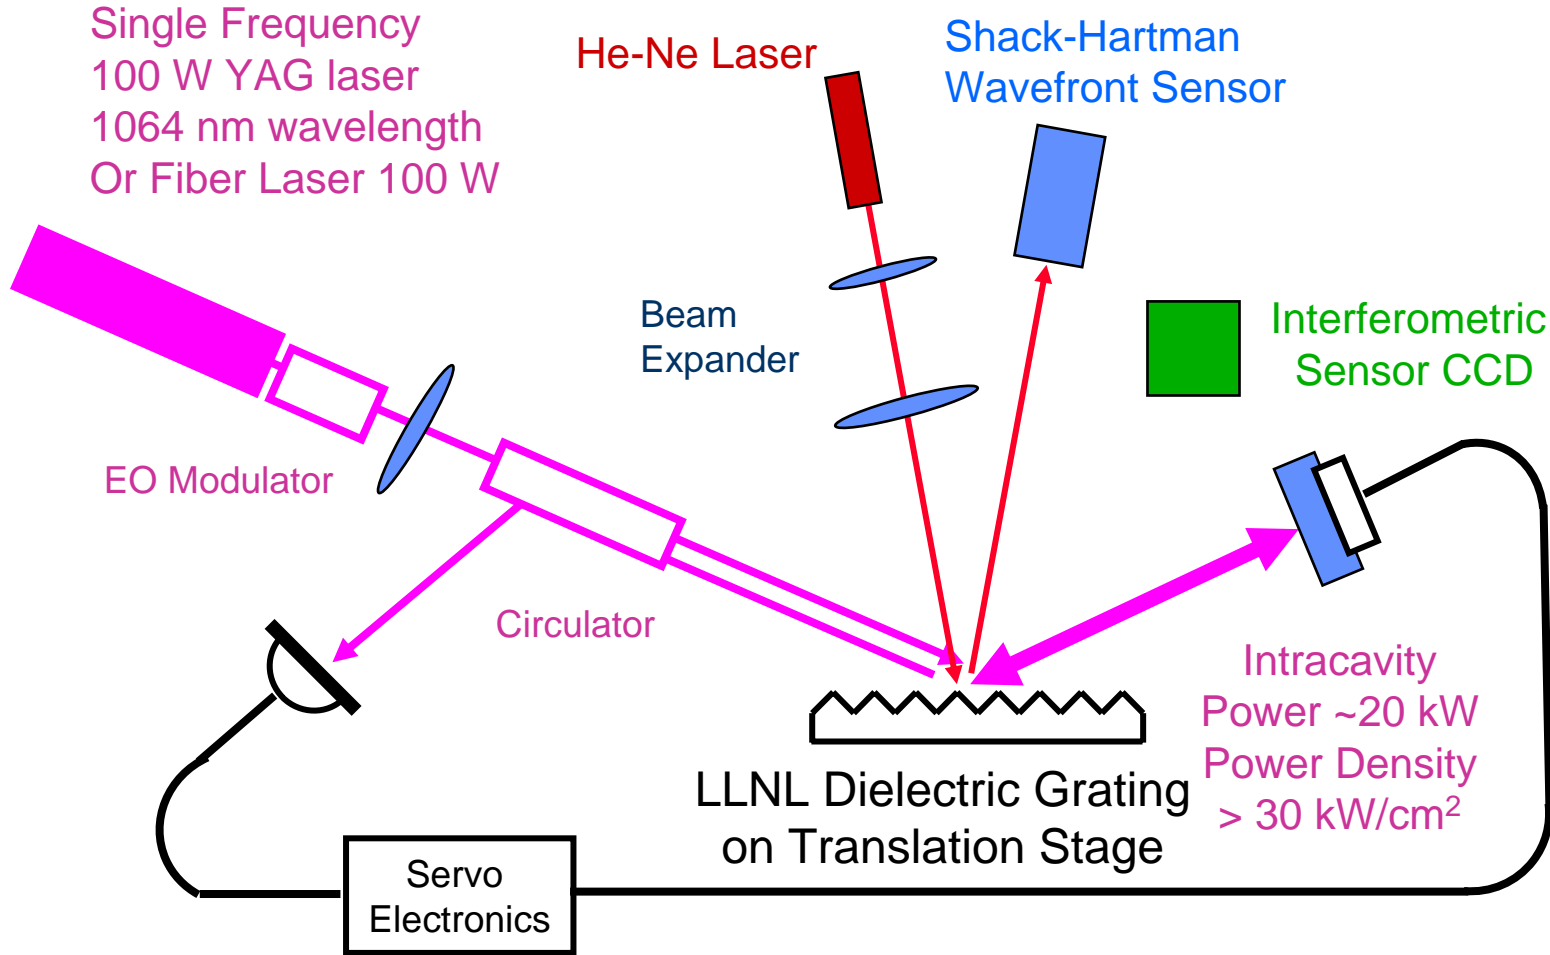 Single Frequency
100 W YAG laser
1064 nm wavelength
Or Fiber Laser 100 W
He-Ne Laser
Shack-Hartman
Wavefront Sensor
Beam
Expander
Interferometric
Sensor CCD
EO Modulator
Circulator
Intracavity
Power ~20 kW
Power Density
> 30 kW/cm²
LLNL Dielectric Grating
on Translation Stage
Servo
Electronics